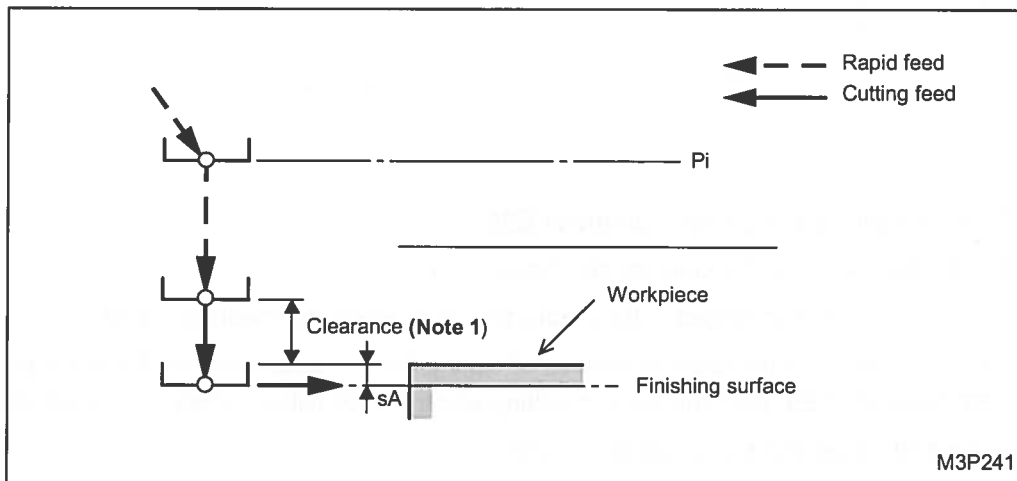 Rapid feed
Cutting feed
Pi
Workpiece
Clearance (Note 1)
sA
Finishing surface
M3P241